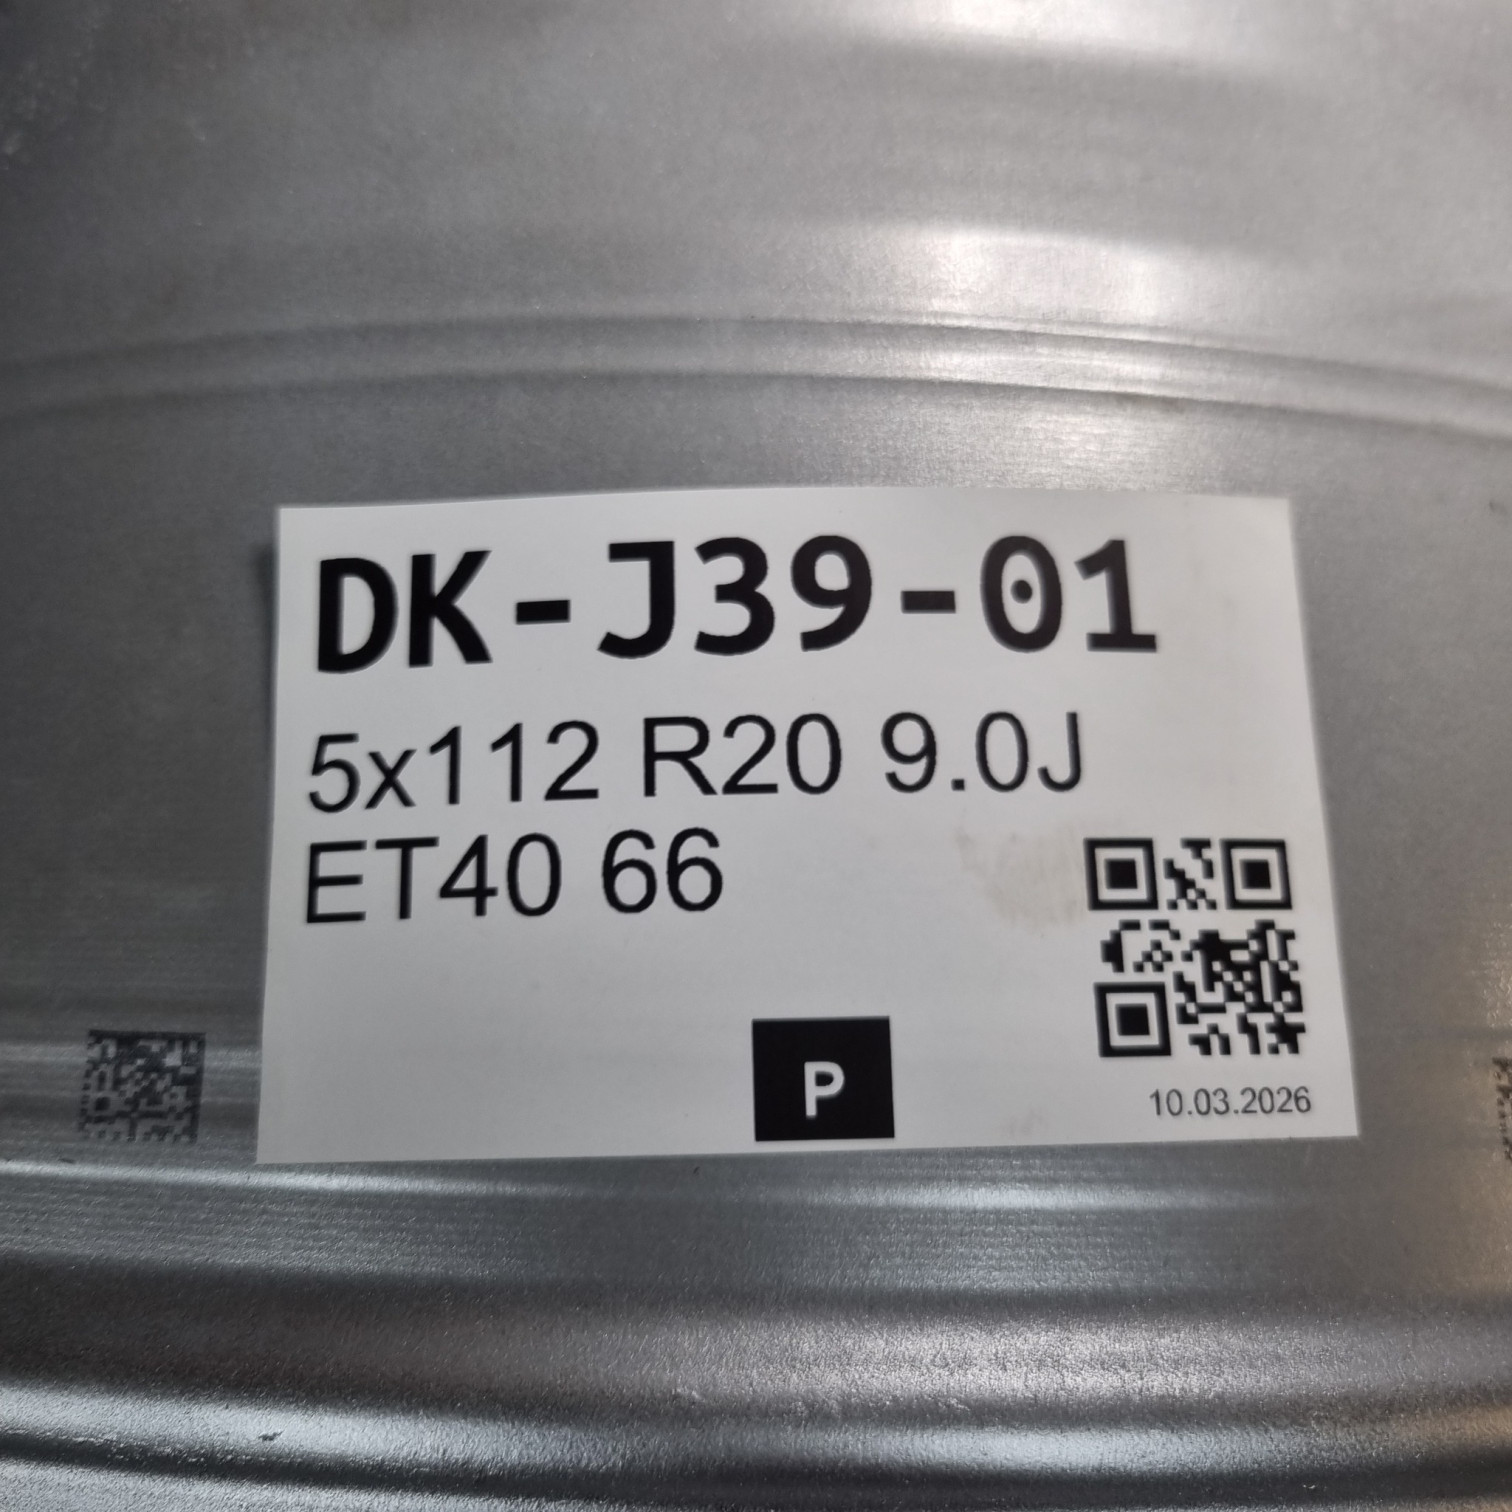 DK-J39-01
5x112 R20 9.0J
ET40 66
P
10.03.2026